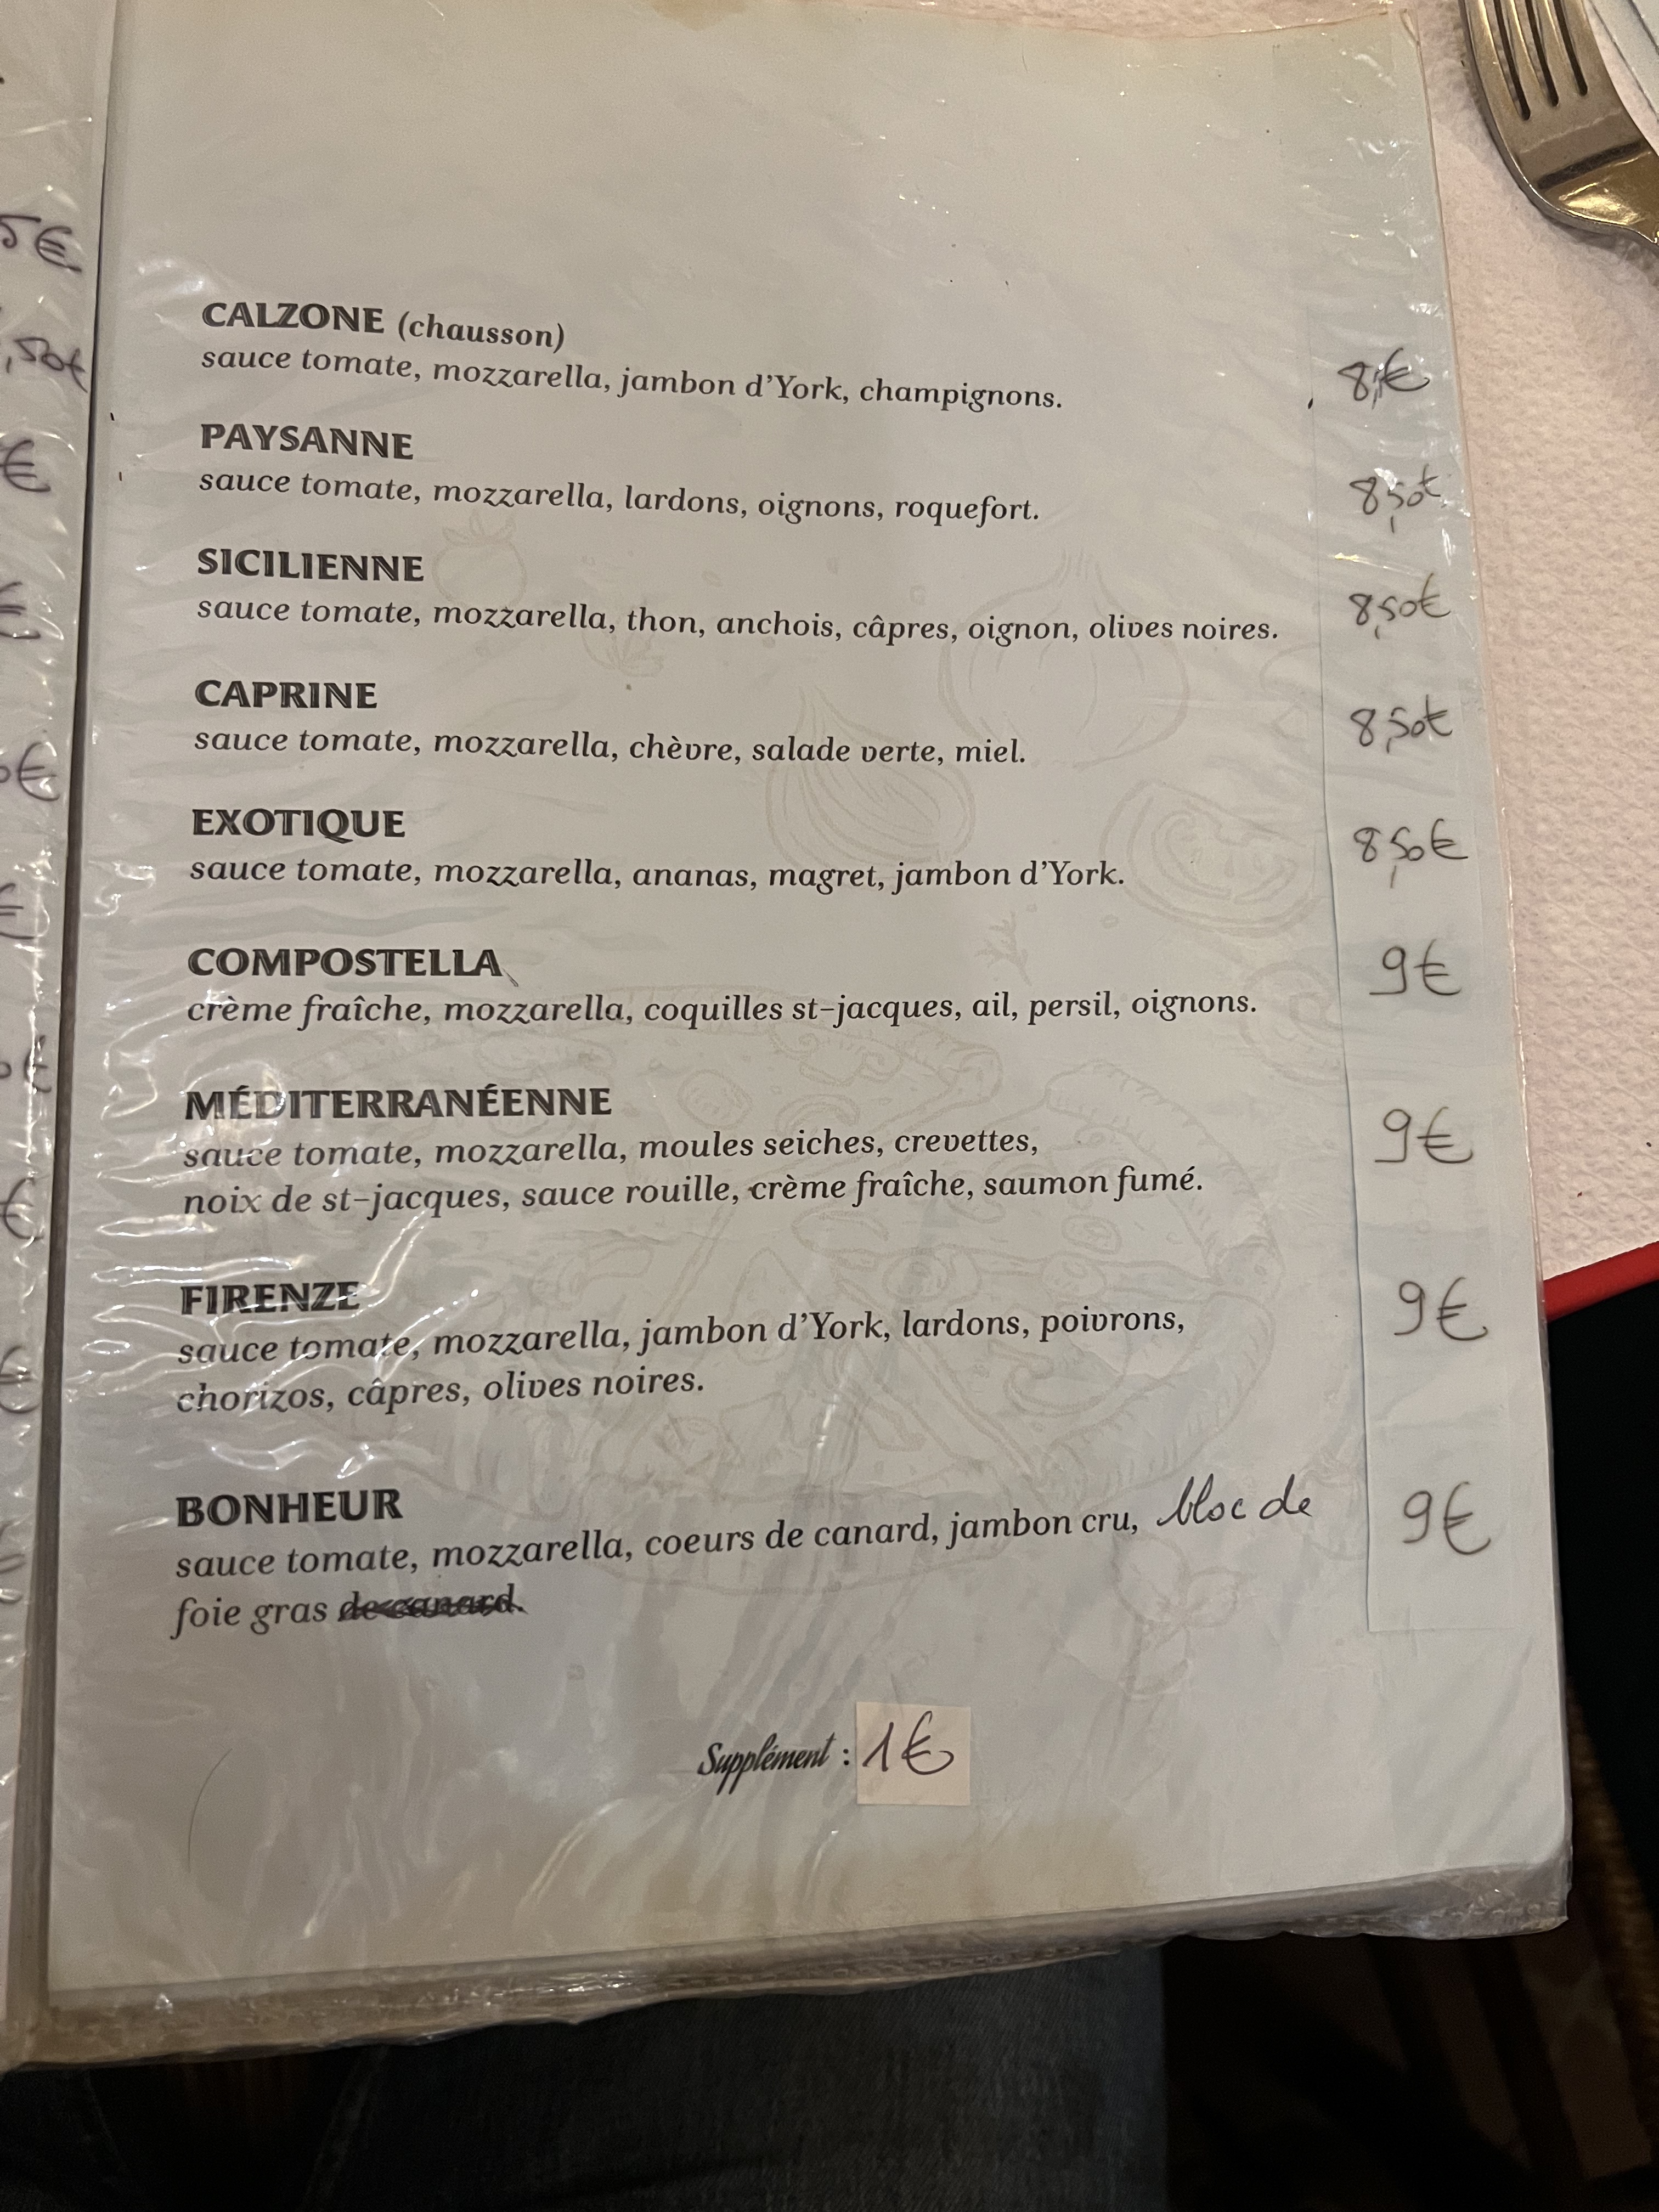 CALZONE (chausson)
sauce tomate, mozzarella, jambon d'York, champignons. 8,€
PAYSANNE
sauce tomate, mozzarella, lardons, oignons, roquefort. 8,50€
SICILIENNE
sauce tomate, mozzarella, thon, anchois, câpres, oignon, olives noires. 8,50€
CAPRINE
sauce tomate, mozzarella, chèvre, salade verte, miel. 8,50€
EXOTIQUE
sauce tomate, mozzarella, ananas, magret, jambon d'York. 8,50€
COMPOSTELLA
crème fraîche, mozzarella, coquilles st-jacques, ail, persil, oignons. 9€
MÉDITERRANÉENNE
sauce tomate, mozzarella, moules seiches, crevettes, 9€
noix de st-jacques, sauce rouille, crème fraîche, saumon fumé.
FIRENZE
sauce tomate, mozzarella, jambon d'York, lardons, poivrons, 9€
chorizos, câpres, olives noires.
BONHEUR
sauce tomate, mozzarella, coeurs de canard, jambon cru, bloc de 9€
foie gras de canard.
Supplément : 1€